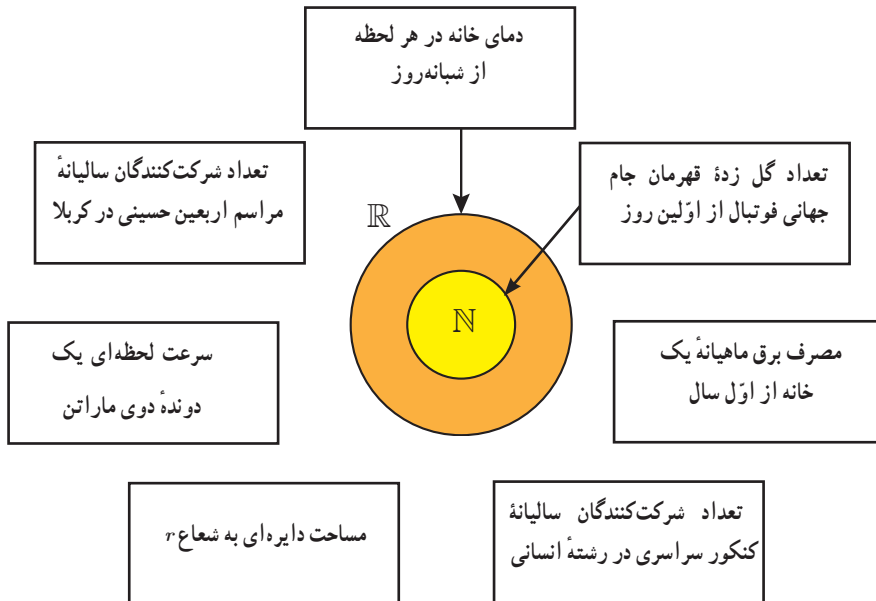 دمای خانه در هر لحظه
از شبانه‌روز
تعداد گل زدهٔ قهرمان جام
جهانی فوتبال از اوّلین روز
تعداد شرکت‌کنندگان سالیانهٔ
مراسم اربعین حسینی در کربلا
ℝ
ℕ
مصرف برق ماهیانهٔ یک
خانه از اوّل سال
سرعت لحظه‌ای یک
دوندهٔ دوی ماراتن
تعداد شرکت‌کنندگان سالیانهٔ
کنکور سراسری در رشتهٔ انسانی
مساحت دایره‌ای به شعاع r